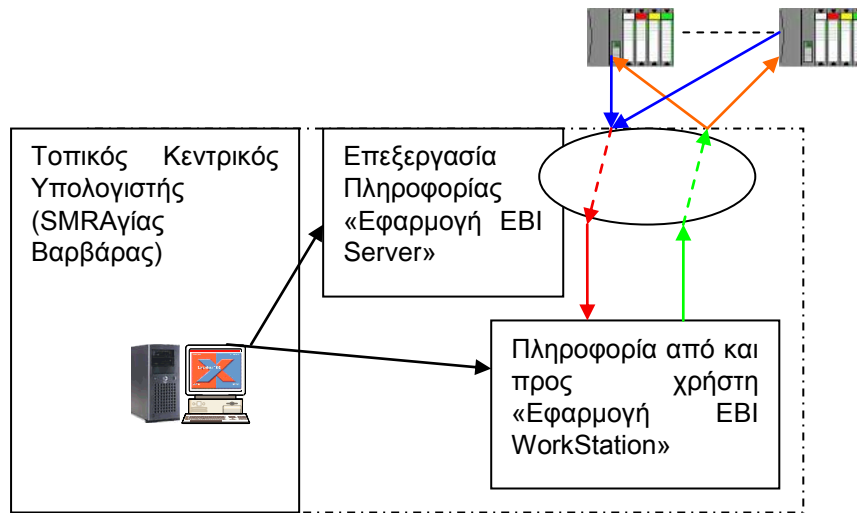 Τοπικός Κεντρικός
Υπολογιστής
(SMRΑγίας
Βαρβάρας)
Επεξεργασία
Πληροφορίας
«Εφαρμογή EBI
Server»
Πληροφορία από και
προς χρήστη
«Εφαρμογή EBI
WorkStation»